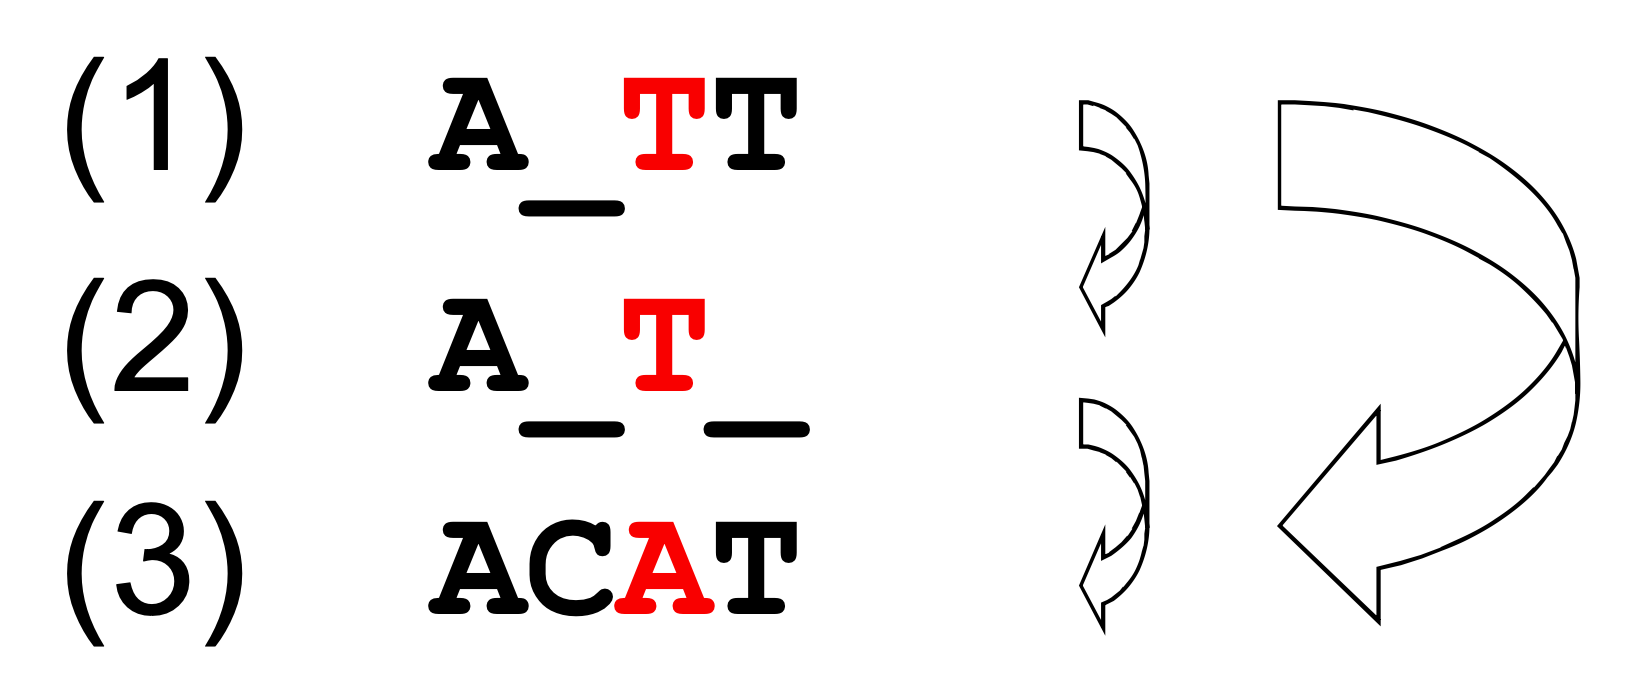 (1) A_TT
(2) A_T_
(3) ACAT